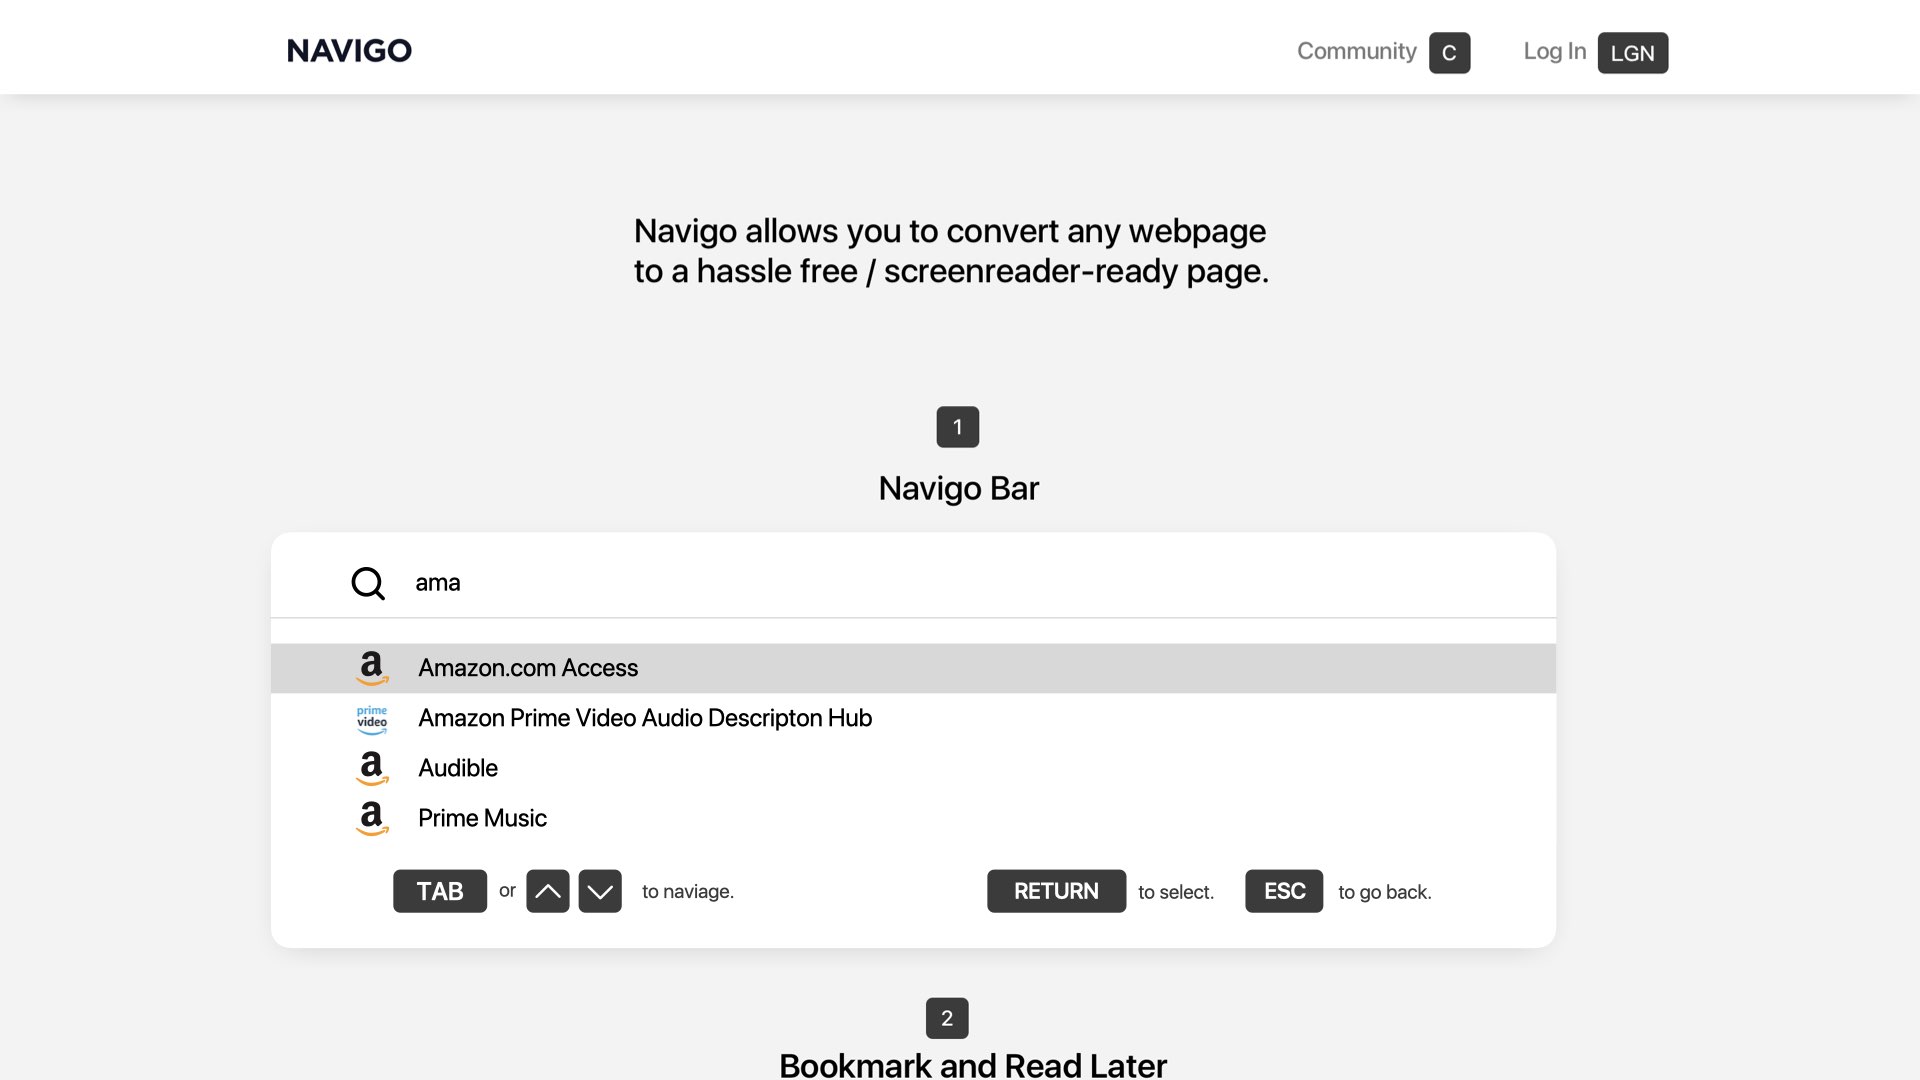 NAVIGO
Community C
Log In LGN
Navigo allows you to convert any webpage
to a hassle free / screenreader-ready page.
1
Navigo Bar
ama
a Amazon.com Access
prime video Amazon Prime Video Audio Descripton Hub
a Audible
a Prime Music
TAB or to naviage.
RETURN to select.
ESC to go back.
2
Bookmark and Read Later